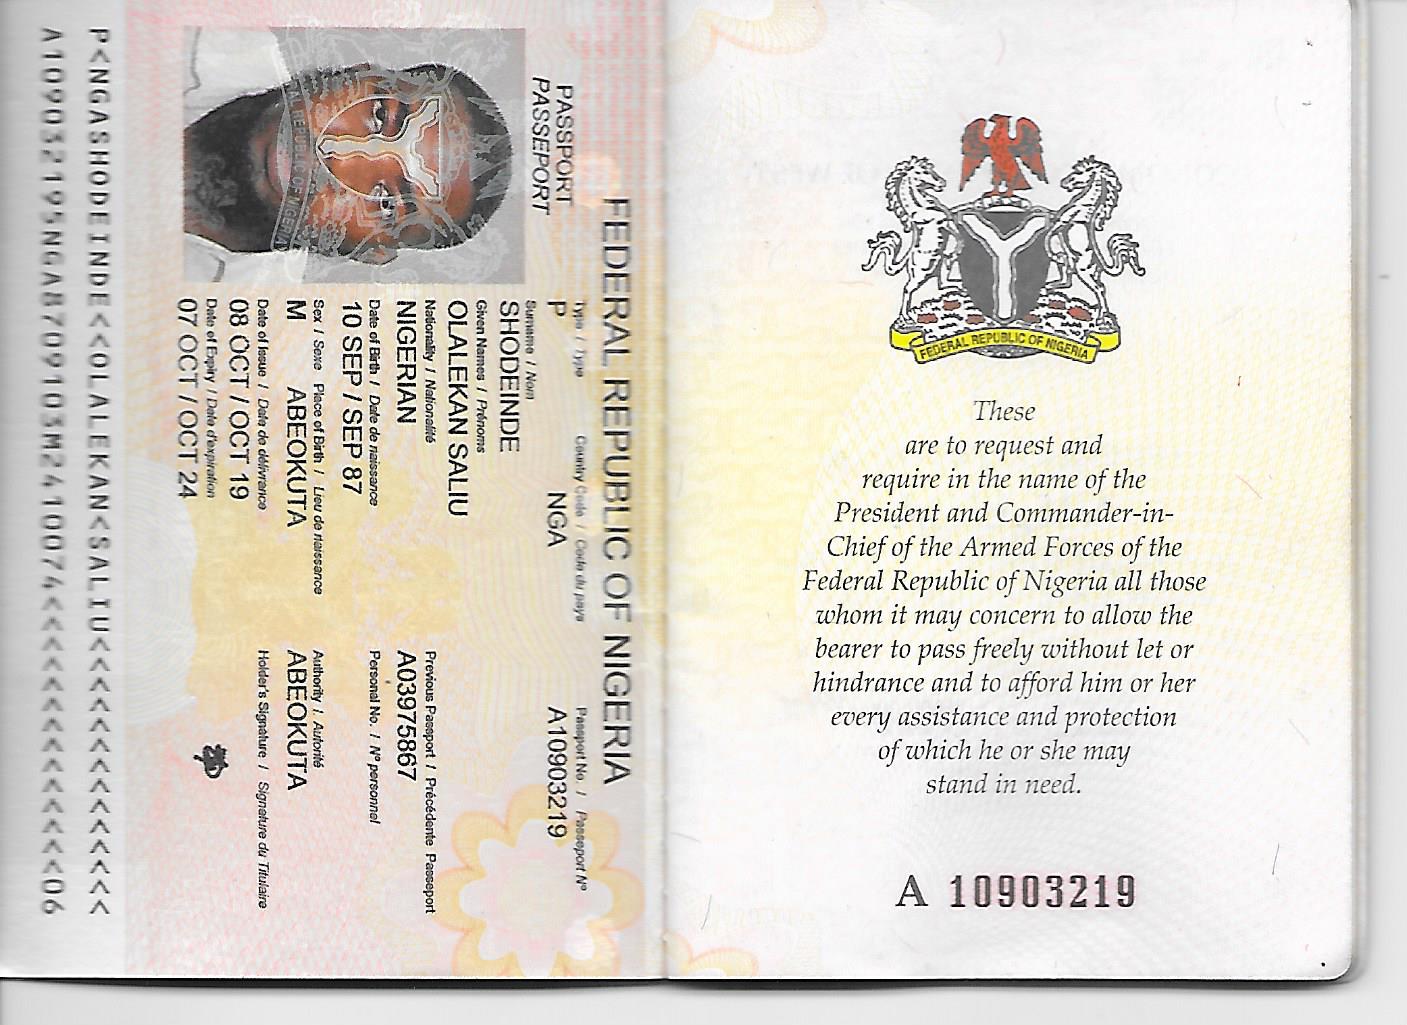 FEDERAL REPUBLIC OF NIGERIA
PASSPORT
PASSEPORT
Type / Type
Country Code / Code du pays
Passport No. / Passeport Nº
P
NGA
A10903219
Surname / Nom
SHODEINDE
Given Names / Prénoms
OLALEKAN SALIU
Nationality / Nationalité
Previous Passport / Précédente Passeport
NIGERIAN
A03975867
Date of Birth / Date de naissance
Personal No. / Nº personnel
10 SEP / SEP 87
Sex / Sexe
Place of Birth / Lieu de naissance
Authority / Autorité
M
ABEOKUTA
ABEOKUTA
Date of Issue / Date de délivrance
Holder's Signature / Signature du Titulaire
08 OCT / OCT 19
Date of Expiry / Date d'expiration
07 OCT / OCT 24
REPUBLIC OF NIGERIA
P<NGASHODEINDE<<OLALEKAN<SALIU<<<<<<<<<<<<<<
A109032195NGA8709103M2410074<<<<<<<<<<<<<<06
FEDERAL REPUBLIC OF NIGERIA
These
are to request and
require in the name of the
President and Commander-in-
Chief of the Armed Forces of the
Federal Republic of Nigeria all those
whom it may concern to allow the
bearer to pass freely without let or
hindrance and to afford him or her
every assistance and protection
of which he or she may
stand in need.
A 10903219